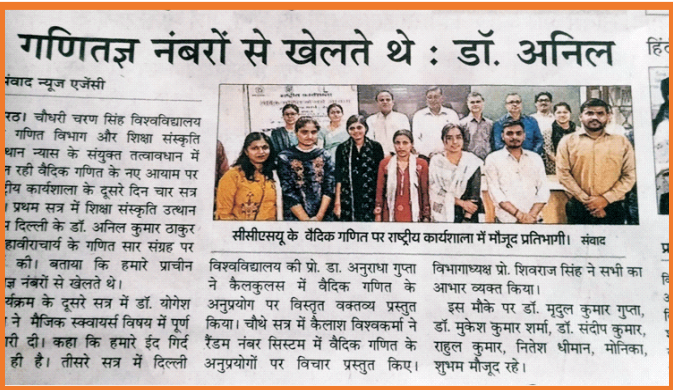 गणितज्ञ नंबरों से खेलते थे : डॉ. अनिल
हिं
संवाद न्यूज एजेंसी
चौधरी चरण सिंह विश्वविद्यालय
गणित विभाग और शिक्षा संस्कृति
न्यास के संयुक्त तत्वावधान में
रही वैदिक गणित के नए आयाम पर
कार्यशाला के दूसरे दिन चार सत्र
प्रथम सत्र में शिक्षा संस्कृति उत्थान
दिल्ली के डॉ. अनिल कुमार ठाकुर
गणित सार संग्रह पर
की। बताया कि हमारे प्राचीन
नंबरों से खेलते थे।
के दूसरे सत्र में डॉ. योगेश
ने मैजिक स्क्वायर्स विषय में पूर्ण
दी। कहा कि हमारे इर्द गिर्द
ही है। तीसरे सत्र में दिल्ली
सीसीएसयू के वैदिक गणित पर राष्ट्रीय कार्यशाला में मौजूद प्रतिभागी। संवाद
विश्वविद्यालय की प्रो. डा. अनुराधा गुप्ता
ने कैलकुलस में वैदिक गणित के
अनुप्रयोग पर विस्तृत वक्तव्य प्रस्तुत
किया। चौथे सत्र में कैलाश विश्वकर्मा ने
रैंडम नंबर सिस्टम में वैदिक गणित के
अनुप्रयोगों पर विचार प्रस्तुत किए।
विभागाध्यक्ष प्रो. शिवराज सिंह ने सभी का
आभार व्यक्त किया।
इस मौके पर डॉ. मृदुल कुमार गुप्ता,
डॉ. मुकेश कुमार शर्मा, डॉ. संदीप कुमार,
राहुल कुमार, नितेश धीमान, मोनिका,
शुभम मौजूद रहे।